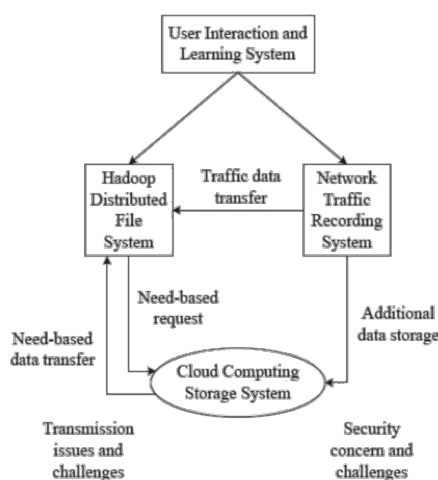 User Interaction and
Learning System
Hadoop
Distributed
File
System
Traffic data
transfer
Network
Traffic
Recording
System
Need-based
request
Additional
data storage
Need-based
data transfer
Cloud Computing
Storage System
Transmission
issues and
challenges
Security
concern and
challenges